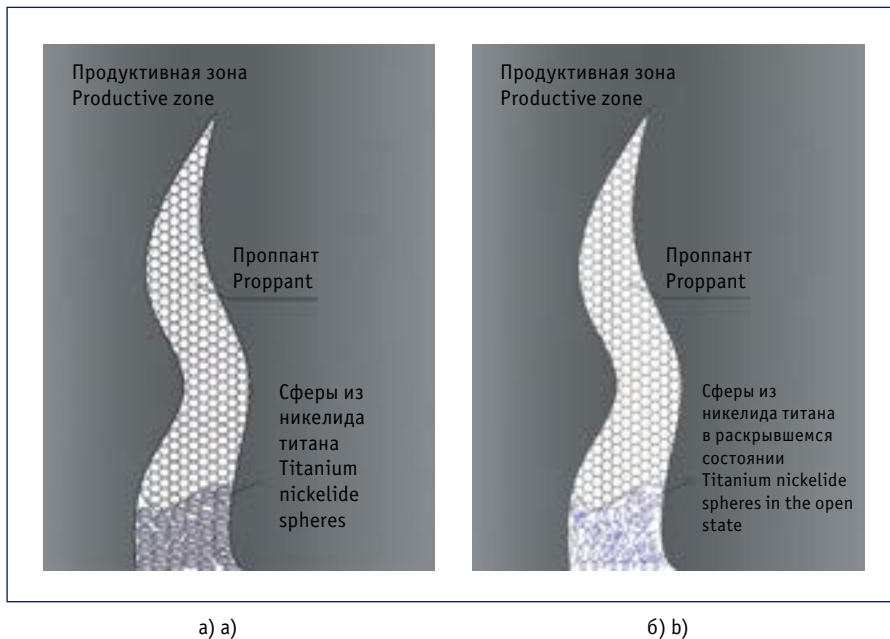 Продуктивная зона
Productive zone
Проппант
Proppant
Сферы из
никелида
титана
Titanium
nickelide
spheres
Продуктивная зона
Productive zone
Проппант
Proppant
Сферы из
никелида титана
в раскрывшемся
состоянии
Titanium nickelide
spheres in the open
state
а) a)
б) b)